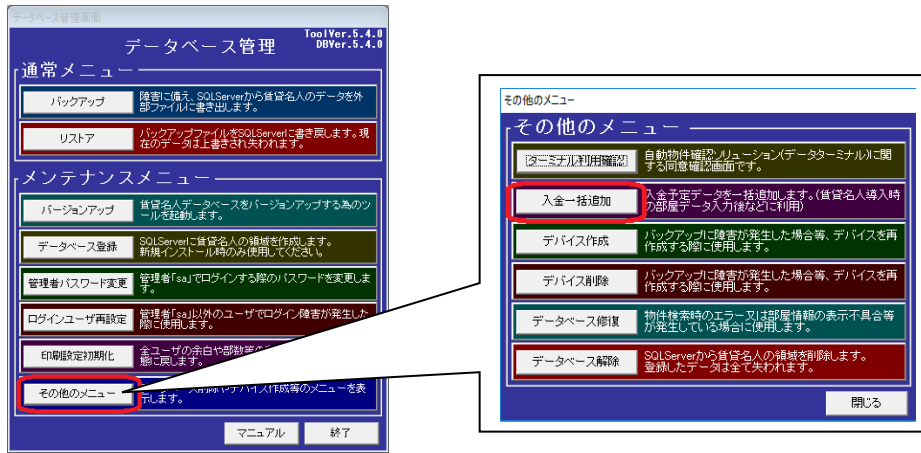 データベース管理画面
データベース管理
ToolVer.5.4.0
DBVer.5.4.0
通常メニュー
バックアップ
障害に備え、SQLServerから賃貸名人のデータを外
部ファイルに書き出します。
リストア
バックアップファイルをSQLServerに書き戻します。現
在のデータは上書きされ失われます。
メンテナンスメニュー
バージョンアップ
賃貸名人データベースをバージョンアップする為のツ
ールを起動します。
データベース登録
SQLServerに賃貸名人の領域を作成します。
新規インストール時のみ使用してください。
管理者パスワード変更
管理者「sa」でログインする際のパスワードを変更しま
す。
ログインユーザ再設定
管理者「sa」以外のユーザでログイン障害が発生した
際に使用します。
印刷設定初期化
全ユーザの余白や部数等の
態に戻します。
その他のメニュー
ス削除やデバイス作成等のメニューを表
示します。
マニュアル
終了
その他のメニュー
その他のメニュー
ターミナル利用確認
自動物件確認ソリューション(データターミナル)に関
する同意確認画面です。
入金一括追加
入金予定データを一括追加します。(賃貸名人導入時
の部屋データ入力後などに利用)
デバイス作成
バックアップに障害が発生した場合等、デバイスを再
作成する際に使用します。
デバイス削除
バックアップに障害が発生した場合等、デバイスを再
作成する際に使用します。
データベース修復
物件検索時のエラー又は部屋情報の表示不具合等
が発生している場合に使用します。
データベース解除
SQLServerから賃貸名人の領域を削除します。
登録したデータは全て失われます。
閉じる